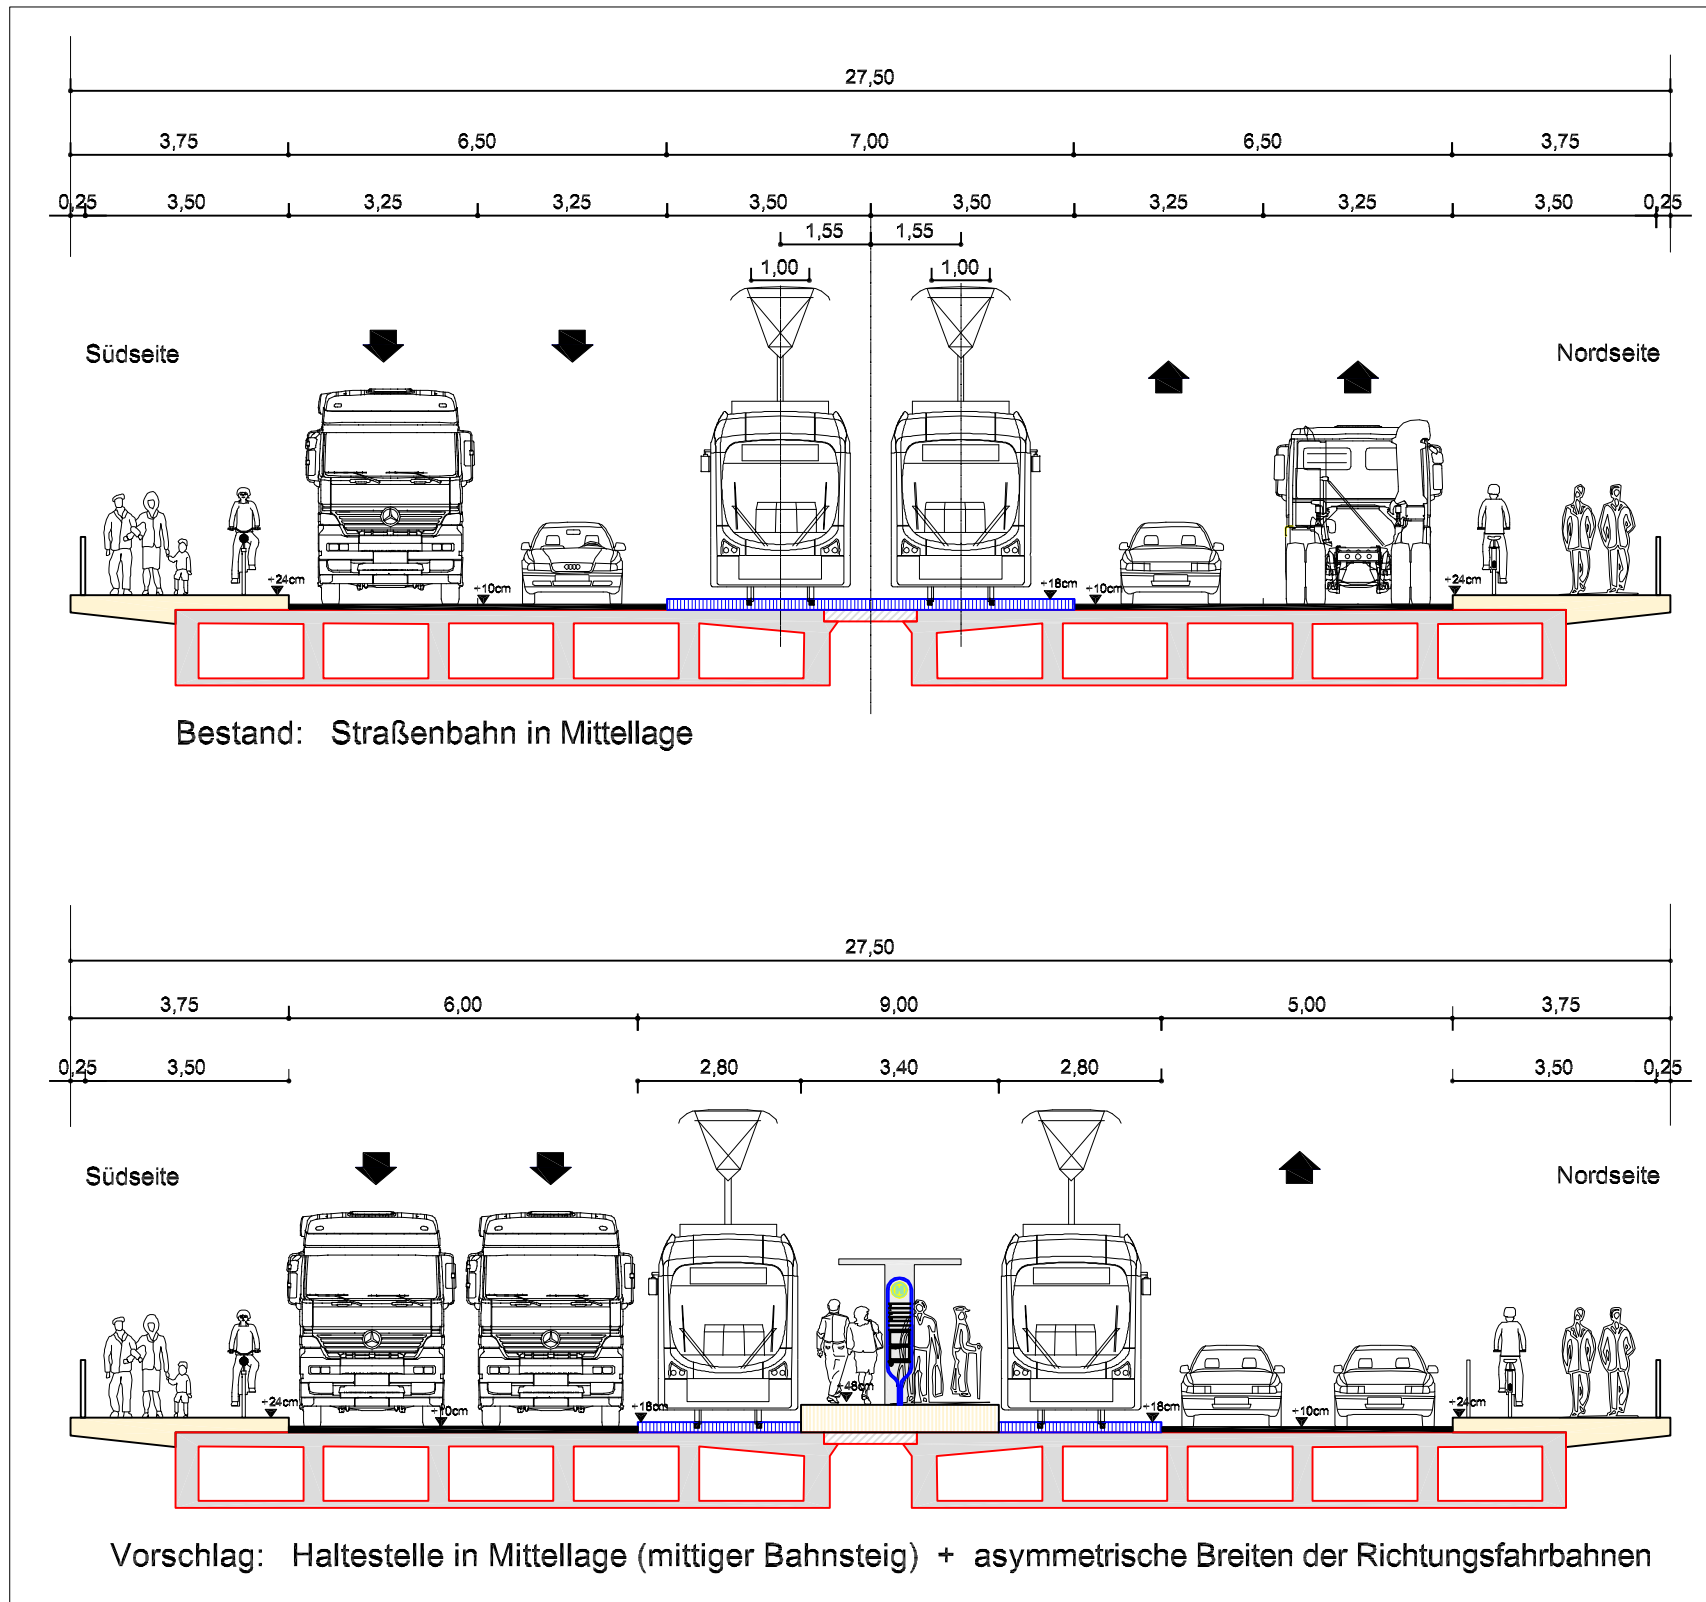 27,50
3,75 6,50 7,00 6,50 3,75
0,25 3,50 3,25 3,25 3,50 3,50 3,25 3,25 3,50 0,25
1,55 1,55
1,00 1,00
Südseite Nordseite
+24cm +10cm +18cm +10cm +24cm
Bestand: Straßenbahn in Mittellage
27,50
3,75 6,00 9,00 5,00 3,75
0,25 3,50 2,80 3,40 2,80 3,50 0,25
Südseite Nordseite
H
+48cm
+24cm +10cm +18cm +18cm +10cm +24cm
Vorschlag: Haltestelle in Mittellage (mittiger Bahnsteig) + asymmetrische Breiten der Richtungsfahrbahnen